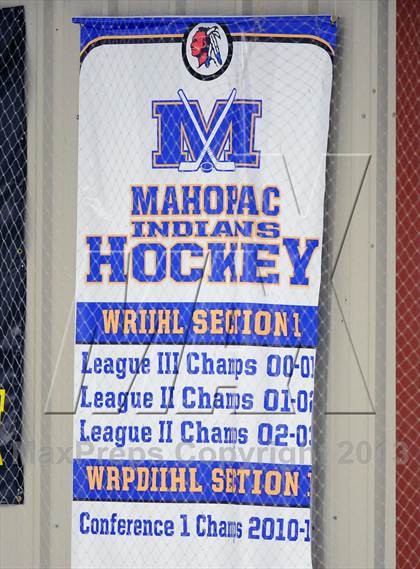 M
MAHOPAC
INDIANS
HOCKEY
WRIIHL SECTION 1
League III Champs 00-01
League II Champs 01-02
League II Champs 02-03
WRPDIIHL SECTION 1
MaxPreps Copyright 2013
Conference 1 Chams 2010-1